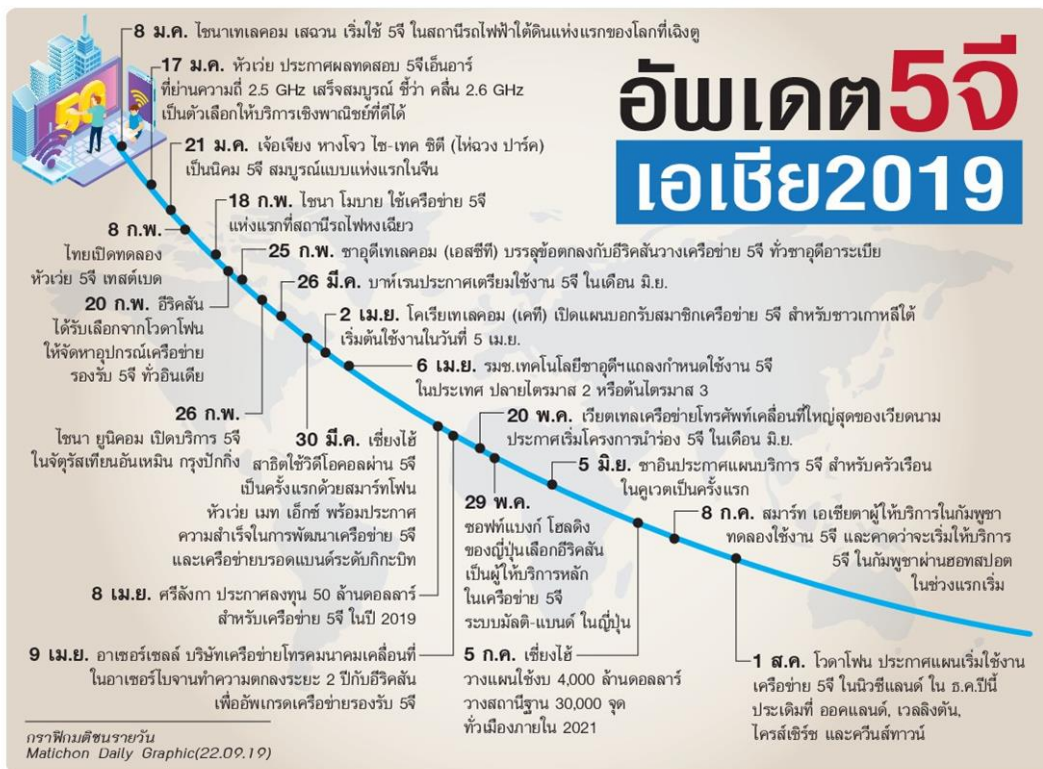 อัพเดต5จี
เอเชีย2019
5G
8 ม.ค. ไชนาเทเลคอม เสฉวน เริ่มใช้ 5จี ในสถานีรถไฟฟ้าใต้ดินแห่งแรกของโลกที่เฉิงตู
17 ม.ค. หัวเว่ย ประกาศผลทดสอบ 5จีเอ็นอาร์
ที่ย่านความถี่ 2.5 GHz เสร็จสมบูรณ์ ชี้ว่า คลื่น 2.6 GHz
เป็นตัวเลือกให้บริการเชิงพาณิชย์ที่ดีได้
21 ม.ค. เจ้อเจียง หางโจว ไฮ-เทค ซิตี (ไห่ฉวง ปาร์ค)
เป็นนิคม 5จี สมบูรณ์แบบแห่งแรกในจีน
8 ก.พ.
ไทยเปิดทดลอง
หัวเว่ย 5จี เทสต์เบด
18 ก.พ. ไชนา โมบาย ใช้เครือข่าย 5จี
แห่งแรกที่สถานีรถไฟหงเฉียว
20 ก.พ. อีริคสัน
ได้รับเลือกจากโวดาโฟน
ให้จัดหาอุปกรณ์เครือข่าย
รองรับ 5จี ทั่วอินเดีย
25 ก.พ. ซาอุดีเทเลคอม (เอสซีที) บรรลุข้อตกลงกับอีริคสันวางเครือข่าย 5จี ทั่วซาอุดีอาระเบีย
26 ก.พ.
ไชนา ยูนิคอม เปิดบริการ 5จี
ในจัตุรัสเทียนอันเหมิน กรุงปักกิ่ง
26 มี.ค. บาห์เรนประกาศเตรียมใช้งาน 5จี ในเดือน มิ.ย.
30 มี.ค. เซี่ยงไฮ้
สาธิตใช้วิดีโอคอลผ่าน 5จี
เป็นครั้งแรกด้วยสมาร์ทโฟน
หัวเว่ย เมท เอ็กซ์ พร้อมประกาศ
ความสำเร็จในการพัฒนาเครือข่าย 5จี
และเครือข่ายบรอดแบนด์ระดับกิกะบิท
2 เม.ย. โคเรียเทเลคอม (เคที) เปิดแผนบอกรับสมาชิกเครือข่าย 5จี สำหรับชาวเกาหลีใต้
เริ่มต้นใช้งานในวันที่ 5 เม.ย.
6 เม.ย. รมช.เทคโนโลยีซาอุดีฯแถลงกำหนดใช้งาน 5จี
ในประเทศ ปลายไตรมาส 2 หรือต้นไตรมาส 3
8 เม.ย. ศรีลังกา ประกาศลงทุน 50 ล้านดอลลาร์
สำหรับเครือข่าย 5จี ในปี 2019
9 เม.ย. อาเซอร์เซลล์ บริษัทเครือข่ายโทรคมนาคมเคลื่อนที่
ในอาเซอร์ไบจานทำความตกลงระยะ 2 ปีกับอีริคสัน
เพื่ออัพเกรดเครือข่ายรองรับ 5จี
20 พ.ค. เวียตเทลเครือข่ายโทรศัพท์เคลื่อนที่ใหญ่สุดของเวียดนาม
ประกาศเริ่มโครงการนำร่อง 5จี ในเดือน มิ.ย.
29 พ.ค.
ซอฟท์แบงก์ โฮลดิง
ของญี่ปุ่นเลือกอีริคสัน
เป็นผู้ให้บริการหลัก
ในเครือข่าย 5จี
ระบบมัลติ-แบนด์ ในญี่ปุ่น
5 มิ.ย. ซาอินประกาศแผนบริการ 5จี สำหรับครัวเรือน
ในคูเวตเป็นครั้งแรก
5 ก.ค. เซี่ยงไฮ้
วางแผนใช้งบ 4,000 ล้านดอลลาร์
วางสถานีฐาน 30,000 จุด
ทั่วเมืองภายใน 2021
8 ก.ค. สมาร์ท เอเซียตาผู้ให้บริการในกัมพูชา
ทดลองใช้งาน 5จี และคาดว่าจะเริ่มให้บริการ
5จี ในกัมพูชาผ่านฮอทสปอต
ในช่วงแรกเริ่ม
1 ส.ค. โวดาโฟน ประกาศแผนเริ่มใช้งาน
เครือข่าย 5จี ในนิวซีแลนด์ ใน ธ.ค.ปีนี้
ประเดิมที่ ออคแลนด์, เวลลิงตัน,
ไครส์เชิร์ช และควีนส์ทาวน์
กราฟิกมติชนรายวัน
Matichon Daily Graphic(22.09.19)